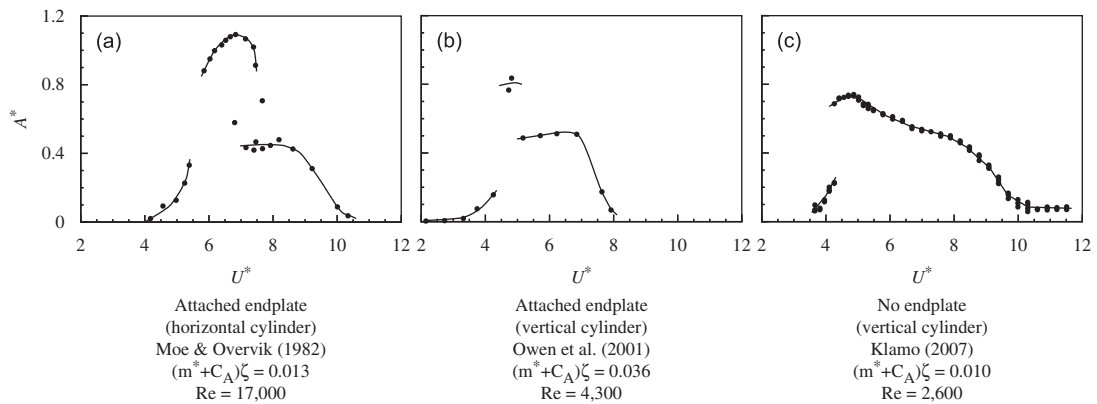 1.2
0.8
0.4
0
A*
(a)
(b)
(c)
2 4 6 8 10 12
2 4 6 8 10 12
2 4 6 8 10 12
U*
U*
U*
Attached endplate
(horizontal cylinder)
Moe & Overvik (1982)
(m*+C_A)ζ = 0.013
Re = 17,000
Attached endplate
(vertical cylinder)
Owen et al. (2001)
(m*+C_A)ζ = 0.036
Re = 4,300
No endplate
(vertical cylinder)
Klamo (2007)
(m*+C_A)ζ = 0.010
Re = 2,600